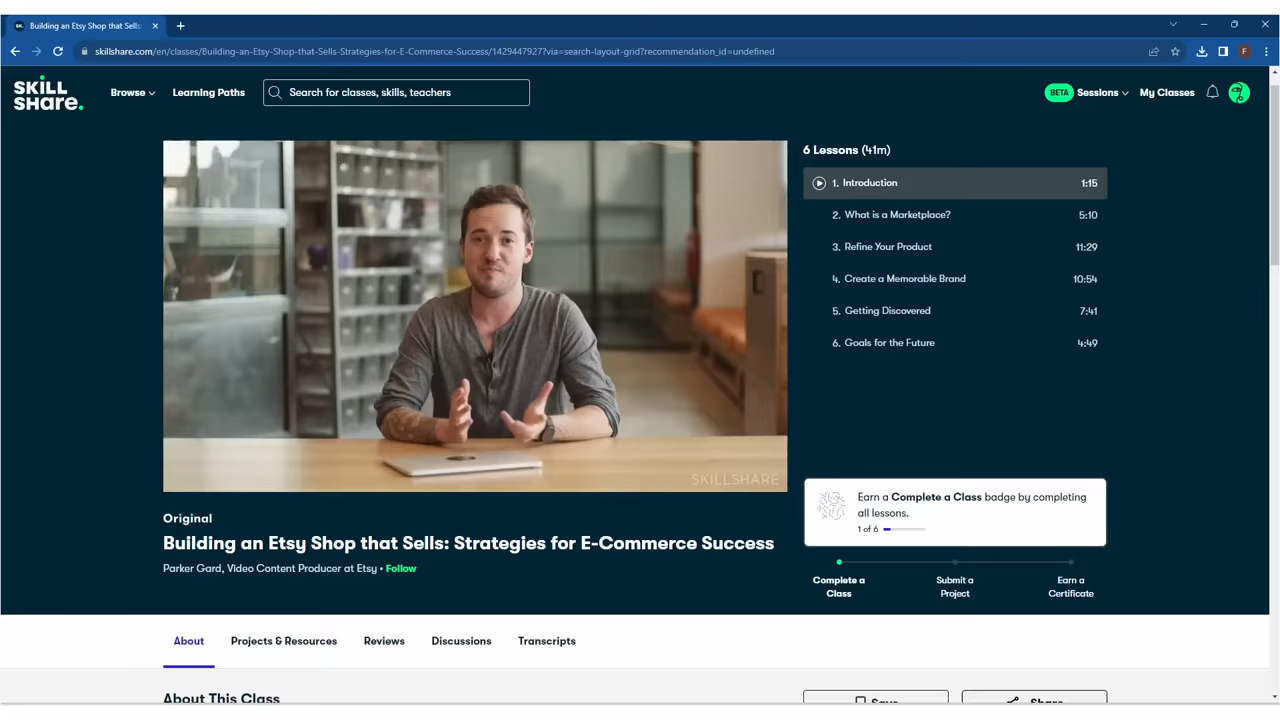 Building an Etsy Shop that Sells:
skillshare.com/en/classes/Building-an-Etsy-Shop-that-Sells-Strategies-for-E-Commerce-Success/1429447927?via=search-layout-grid?recommendation_id=undefined
F
SKILL
SHARE.
Browse
Learning Paths
Search for classes, skills, teachers
BETA
Sessions
My Classes
SKILLSHARE
6 Lessons (41m)
1. Introduction 1:15
2. What is a Marketplace? 5:10
3. Refine Your Product 11:29
4. Create a Memorable Brand 10:54
5. Getting Discovered 7:41
6. Goals for the Future 4:49
Earn a Complete a Class badge by completing
all lessons.
1 of 6
Complete a
Class
Submit a
Project
Earn a
Certificate
Original
Building an Etsy Shop that Sells: Strategies for E-Commerce Success
Parker Gard, Video Content Producer at Etsy • Follow
About
Projects & Resources
Reviews
Discussions
Transcripts
About This Class
Save
Share